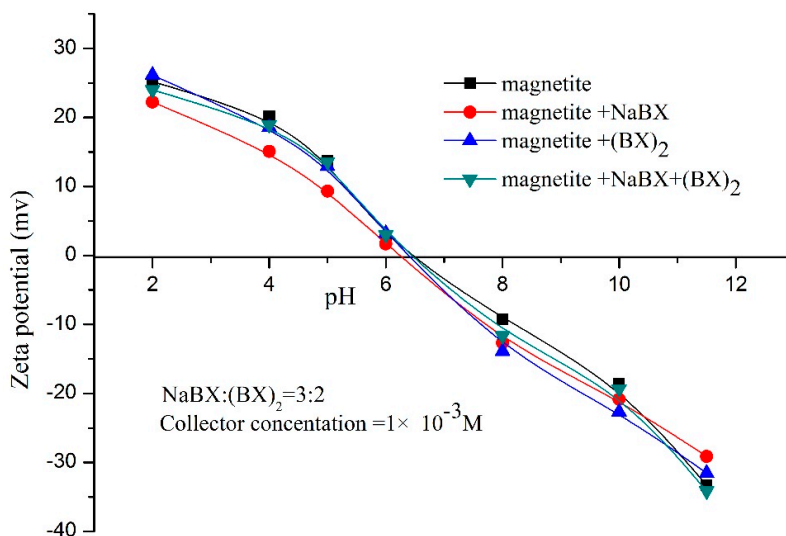 30
20
10
0
-10
-20
-30
-40
Zeta potential (mv)
2
4
6
8
10
12
pH
magnetite
magnetite +NaBX
magnetite +(BX)2
magnetite +NaBX+(BX)2
NaBX:(BX)2=3:2
Collector concentation =1× 10-3M